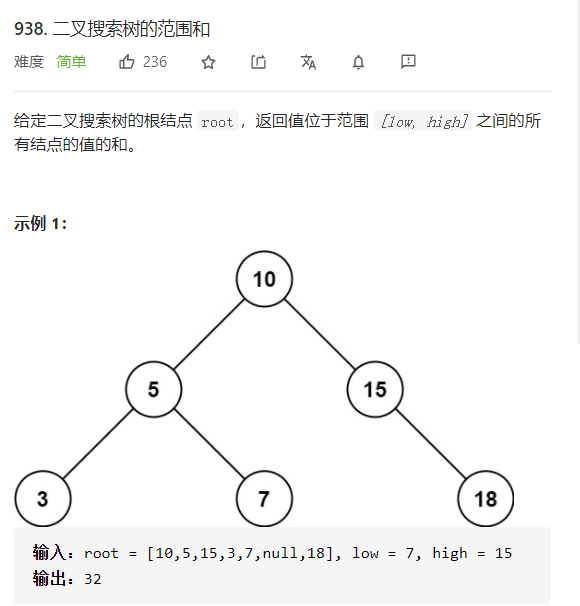 938. 二叉搜索树的范围和
难度 简单 236
给定二叉搜索树的根结点 root，返回值位于范围 [low, high] 之间的所
有结点的值的和。
示例 1：
10
5 15
3 7 18
输入：root = [10,5,15,3,7,null,18], low = 7, high = 15
输出：32